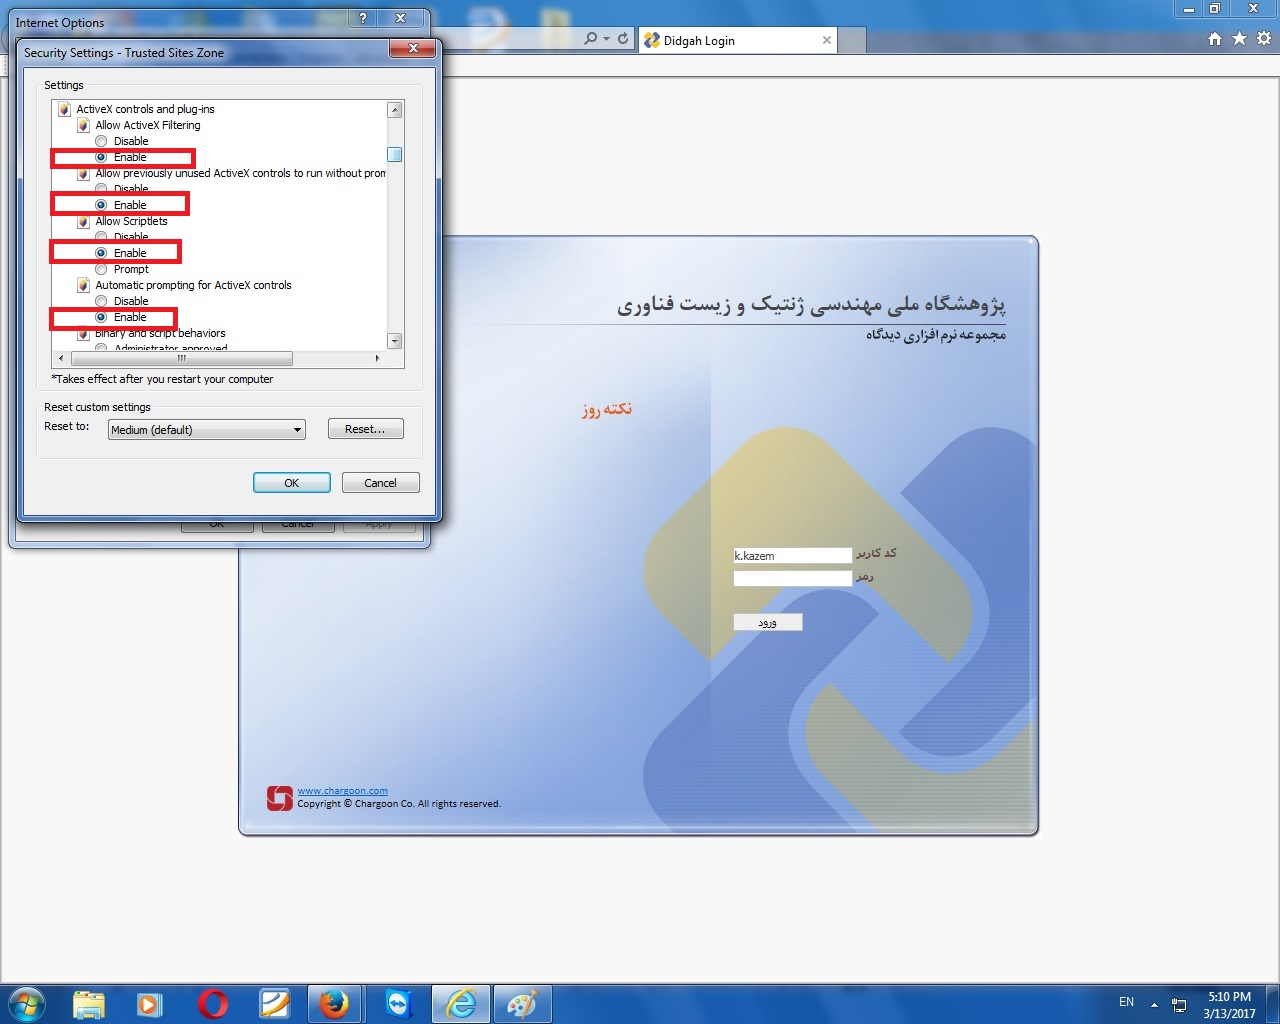 Internet Options
Security Settings - Trusted Sites Zone
Settings
ActiveX controls and plug-ins
Allow ActiveX Filtering
Disable
Enable
Allow previously unused ActiveX controls to run without prom
Disable
Enable
Allow Scriptlets
Disable
Enable
Prompt
Automatic prompting for ActiveX controls
Disable
Enable
Binary and script behaviors
Administrator approved
*Takes effect after you restart your computer
Reset custom settings
Reset to:
Medium (default)
Reset...
OK
Cancel
OK
Cancel
Apply
Didgah Login
پژوهشگاه ملی مهندسی ژنتیک و زیست فناوری
مجموعه نرم افزاری دیدگاه
نکته روز
k.kazem
کد کاربر
رمز
ورود
www.chargoon.com
Copyright © Chargoon Co. All rights reserved.
EN
5:10 PM
3/13/2017